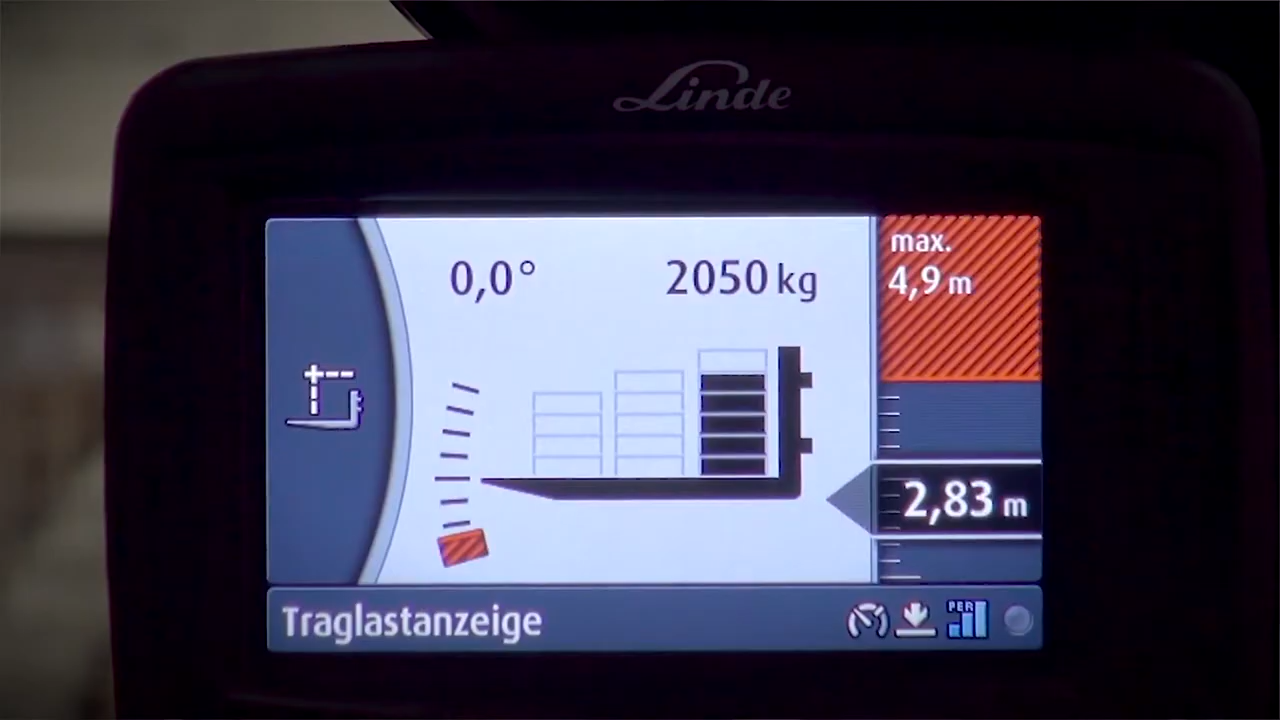 Linde
0,0° 2050 kg
max.
4,9 m
2,83 m
Traglastanzeige
PER